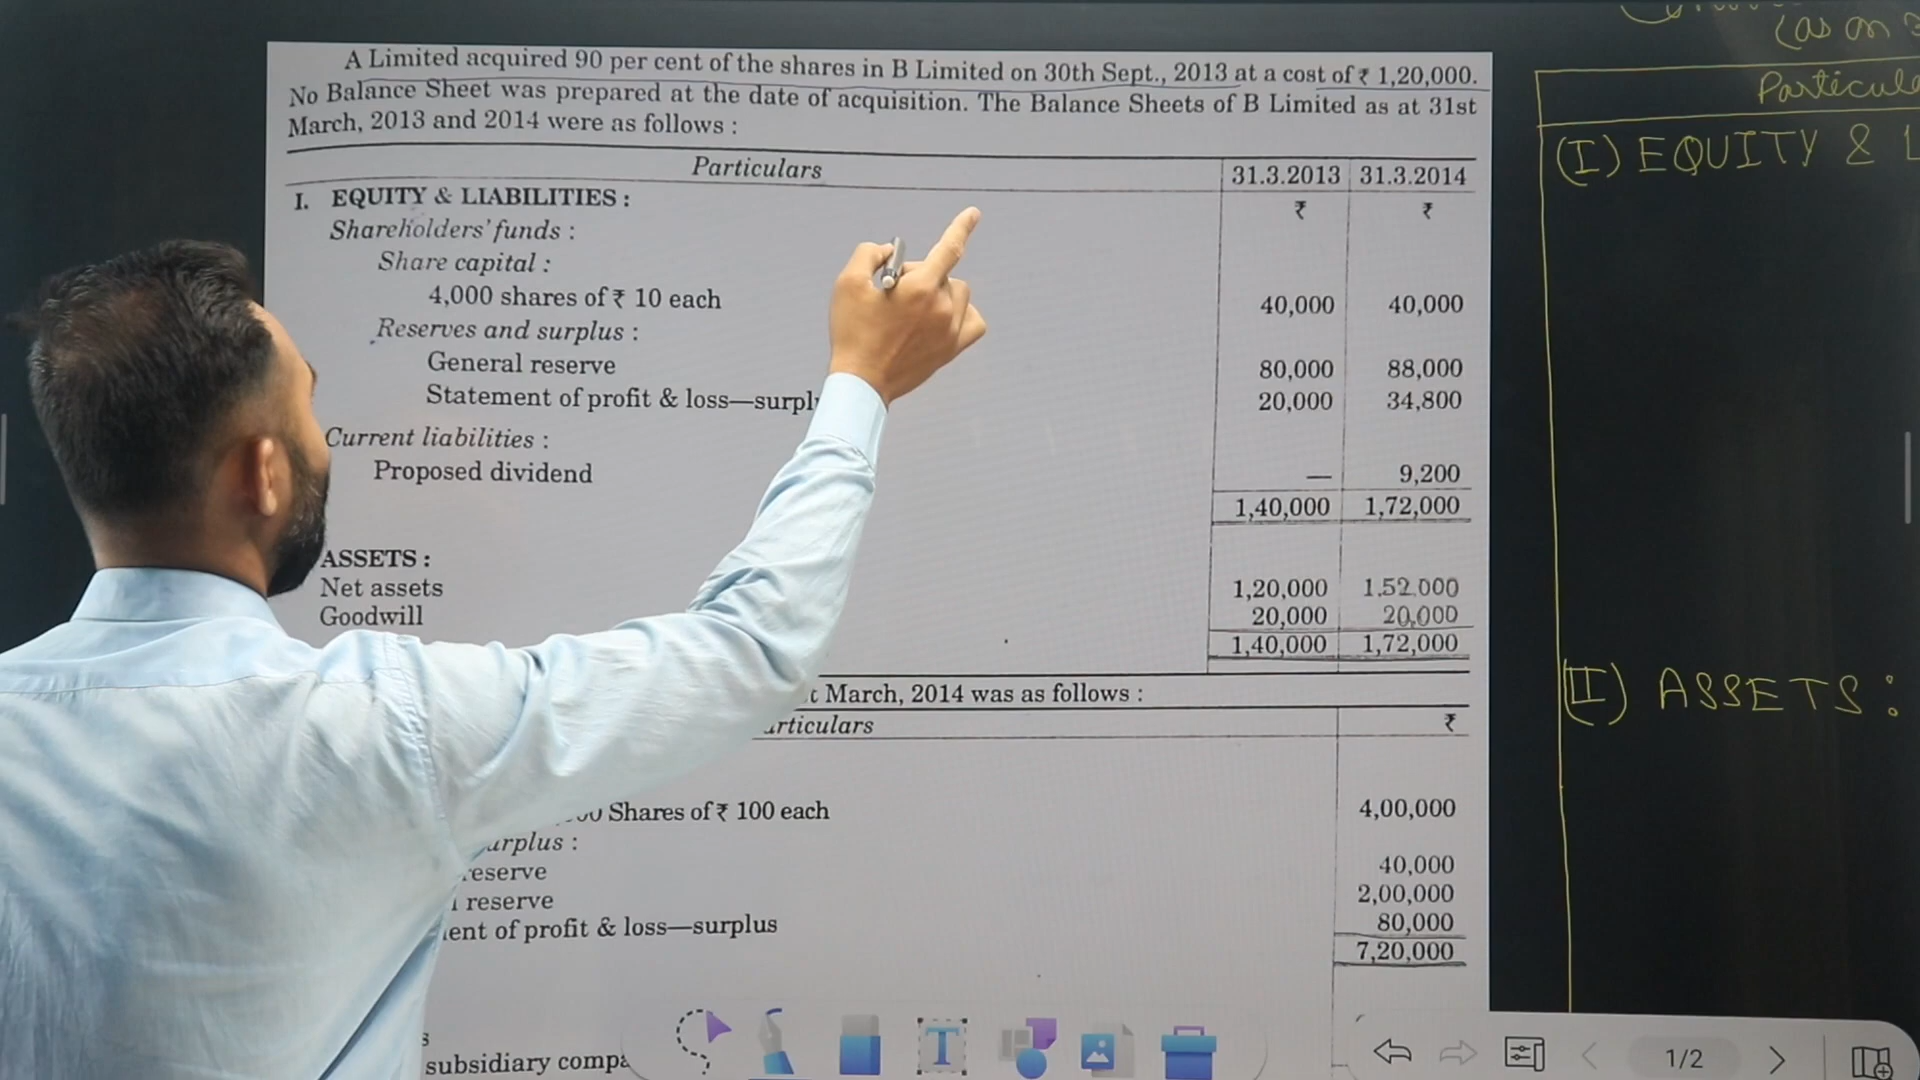 A Limited acquired 90 per cent of the shares in B Limited on 30th Sept., 2013 at a cost of ₹ 1,20,000.
No Balance Sheet was prepared at the date of acquisition. The Balance Sheets of B Limited as at 31st
March, 2013 and 2014 were as follows :
Particulars 31.3.2013 31.3.2014
I. EQUITY & LIABILITIES : ₹ ₹
Shareholders' funds :
Share capital :
4,000 shares of ₹ 10 each 40,000 40,000
Reserves and surplus :
General reserve 80,000 88,000
Statement of profit & loss—surpl 20,000 34,800
Current liabilities :
Proposed dividend — 9,200
1,40,000 1,72,000
ASSETS :
Net assets 1,20,000 1,52,000
Goodwill 20,000 20,000
1,40,000 1,72,000
March, 2014 was as follows :
articulars ₹
Shares of ₹ 100 each 4,00,000
urplus :
reserve 40,000
reserve 2,00,000
ent of profit & loss—surplus 80,000
7,20,000
subsidiary compa
(as on
Particula
(I) EQUITY & L
(II) ASSETS :
T
1/2